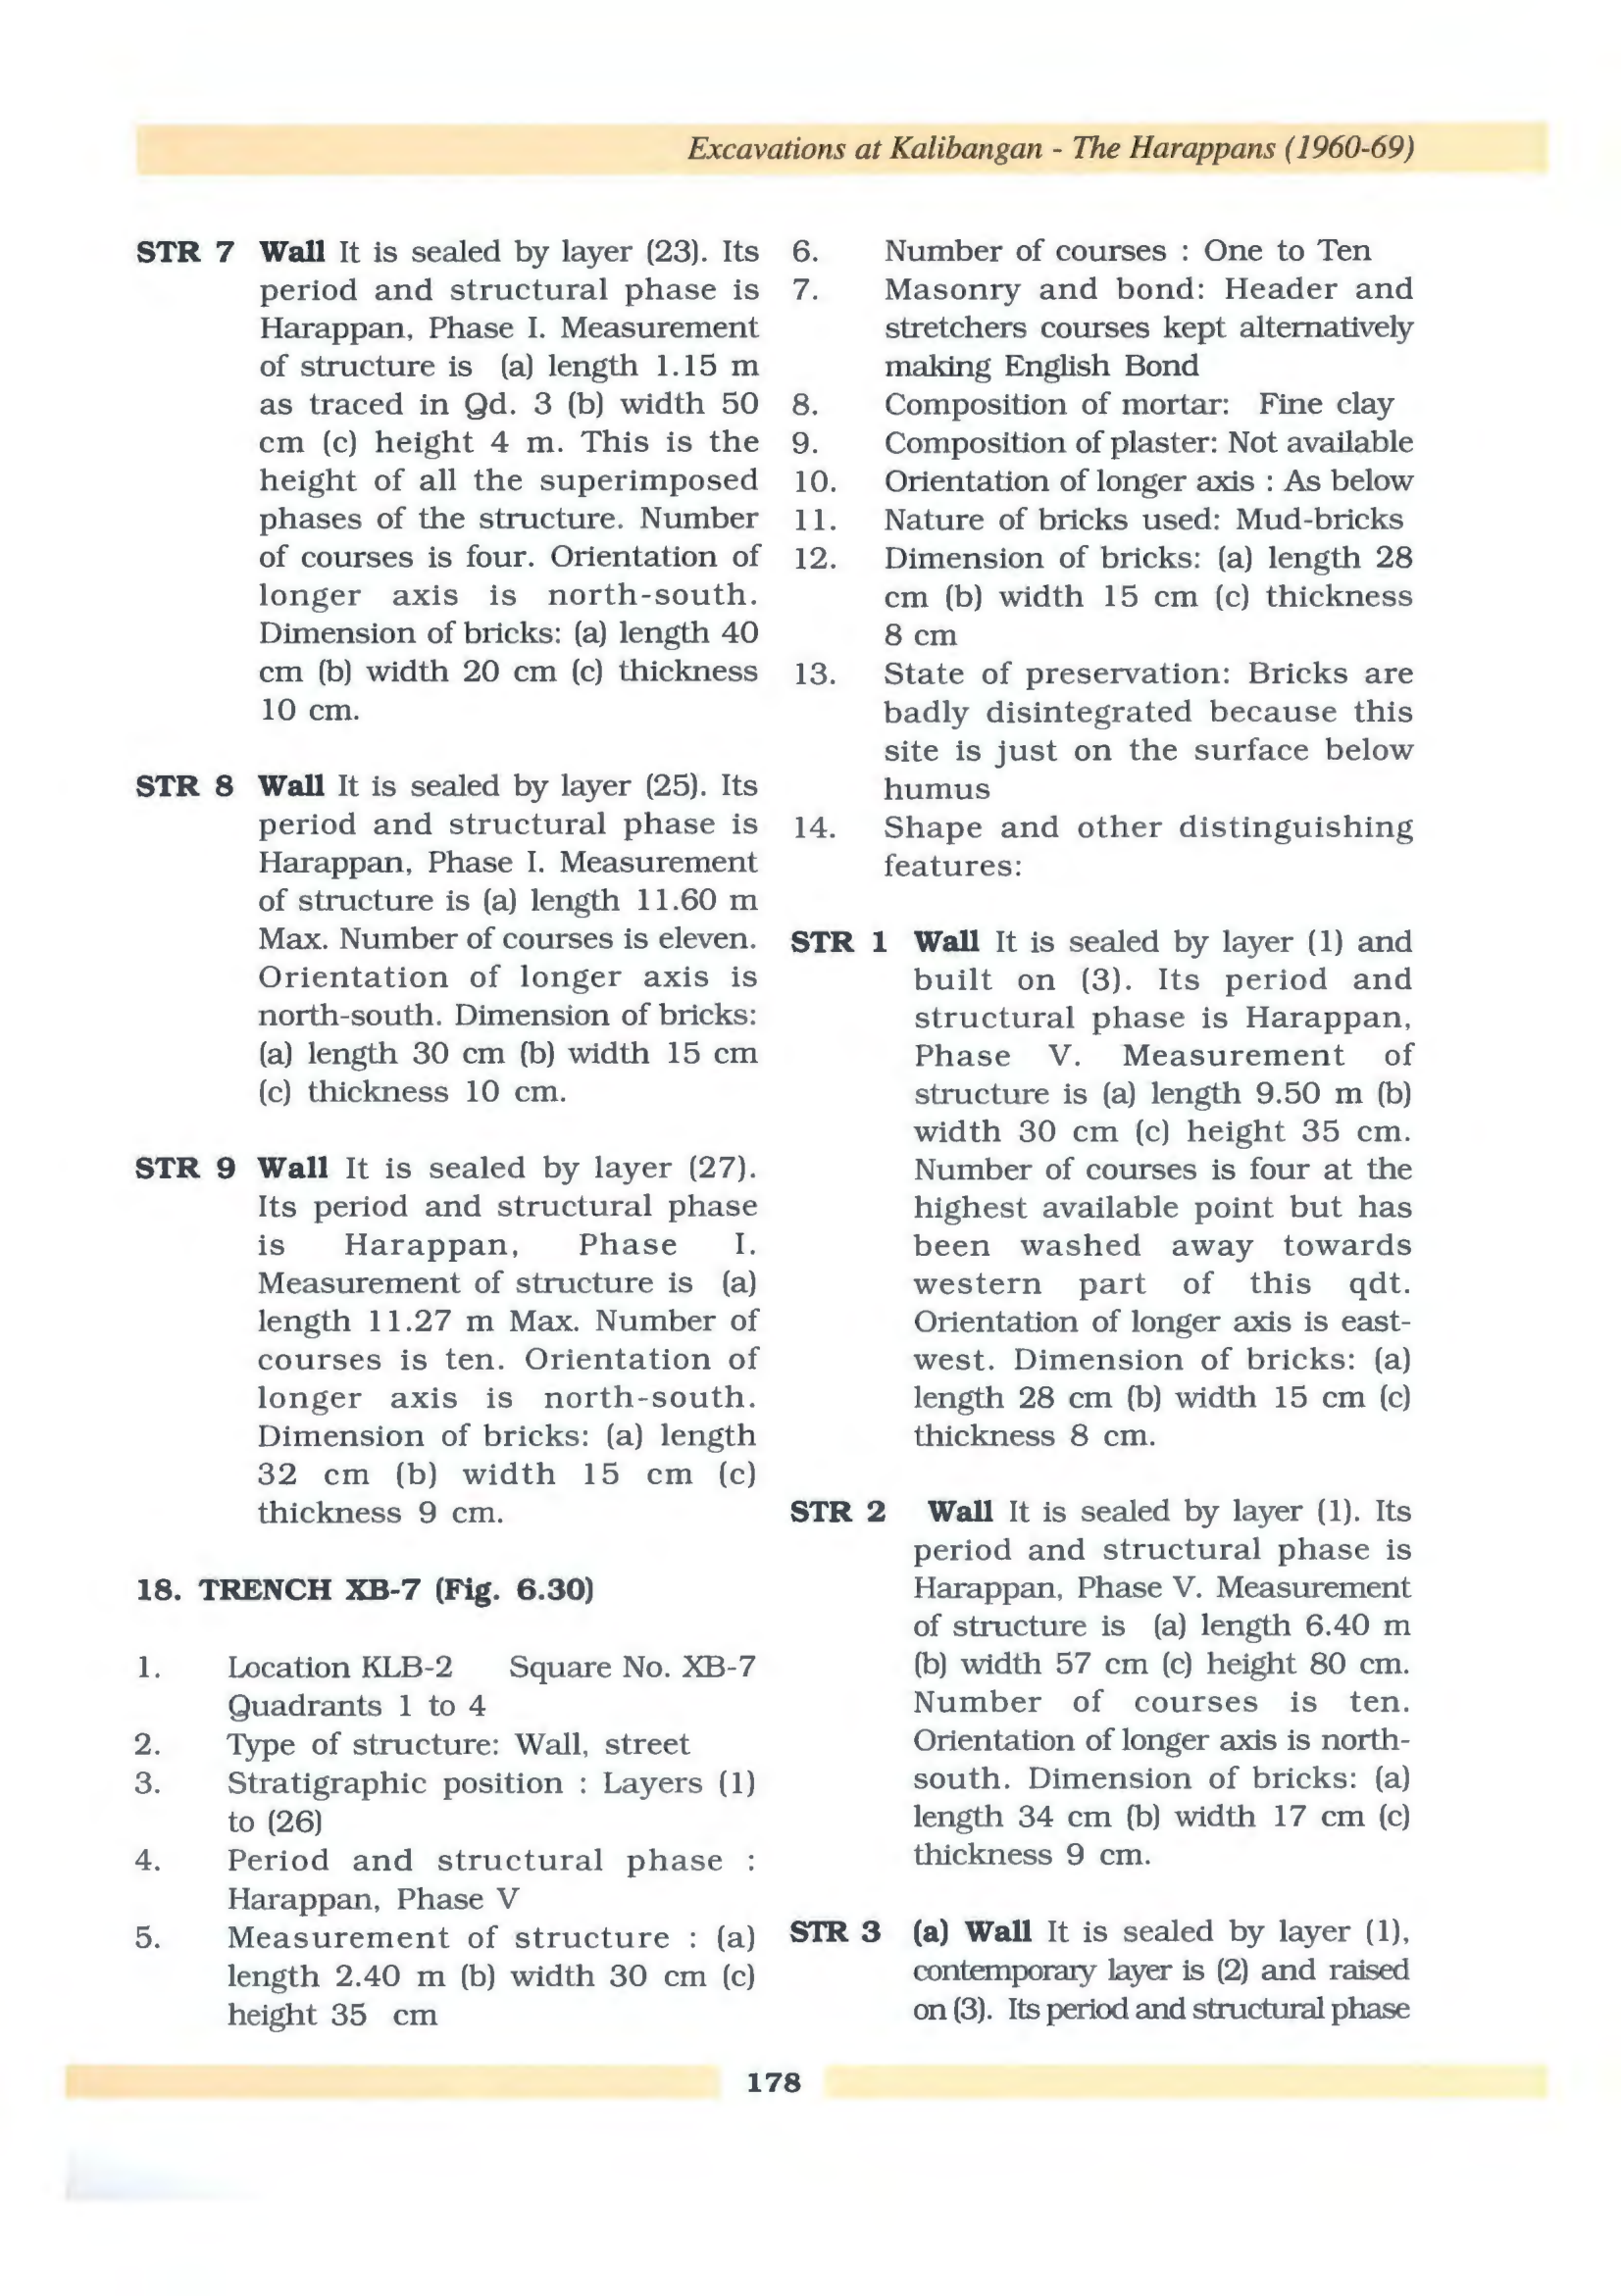 Excavations at Kalibangan - The Harappans (1960-69)
STR 7 Wall It is sealed by layer (23). Its
period and structural phase is
Harappan, Phase I. Measurement
of structure is (a) length 1.15 m
as traced in Qd. 3 (b) width 50
cm (c) height 4 m. This is the
height of all the superimposed
phases of the structure. Number
of courses is four. Orientation of
longer axis is north-south.
Dimension of bricks: (a) length 40
cm (b) width 20 cm (c) thickness
10 cm.
STR 8 Wall It is sealed by layer (25). Its
period and structural phase is
Harappan, Phase I. Measurement
of structure is (a) length 11.60 m
Max. Number of courses is eleven.
Orientation of longer axis is
north-south. Dimension of bricks:
(a) length 30 cm (b) width 15 cm
(c) thickness 10 cm.
STR 9 Wall It is sealed by layer (27).
Its period and structural phase
is Harappan, Phase I.
Measurement of structure is (a)
length 11.27 m Max. Number of
courses is ten. Orientation of
longer axis is north-south.
Dimension of bricks: (a) length
32 cm (b) width 15 cm (c)
thickness 9 cm.
18. TRENCH XB-7 (Fig. 6.30)
1. Location KLB-2 Square No. XB-7
Quadrants 1 to 4
2. Type of structure: Wall, street
3. Stratigraphic position : Layers (1)
to (26)
4. Period and structural phase :
Harappan, Phase V
5. Measurement of structure : (a)
length 2.40 m (b) width 30 cm (c)
height 35 cm
6. Number of courses : One to Ten
7. Masonry and bond: Header and
stretchers courses kept alternatively
making English Bond
8. Composition of mortar: Fine clay
9. Composition of plaster: Not available
10. Orientation of longer axis : As below
11. Nature of bricks used: Mud-bricks
12. Dimension of bricks: (a) length 28
cm (b) width 15 cm (c) thickness
8 cm
13. State of preservation: Bricks are
badly disintegrated because this
site is just on the surface below
humus
14. Shape and other distinguishing
features:
STR 1 Wall It is sealed by layer (1) and
built on (3). Its period and
structural phase is Harappan,
Phase V. Measurement of
structure is (a) length 9.50 m (b)
width 30 cm (c) height 35 cm.
Number of courses is four at the
highest available point but has
been washed away towards
western part of this qdt.
Orientation of longer axis is east-
west. Dimension of bricks: (a)
length 28 cm (b) width 15 cm (c)
thickness 8 cm.
STR 2 Wall It is sealed by layer (1). Its
period and structural phase is
Harappan, Phase V. Measurement
of structure is (a) length 6.40 m
(b) width 57 cm (c) height 80 cm.
Number of courses is ten.
Orientation of longer axis is north-
south. Dimension of bricks: (a)
length 34 cm (b) width 17 cm (c)
thickness 9 cm.
STR 3 (a) Wall It is sealed by layer (1),
contemporary layer is (2) and raised
on (3). Its period and structural phase
178